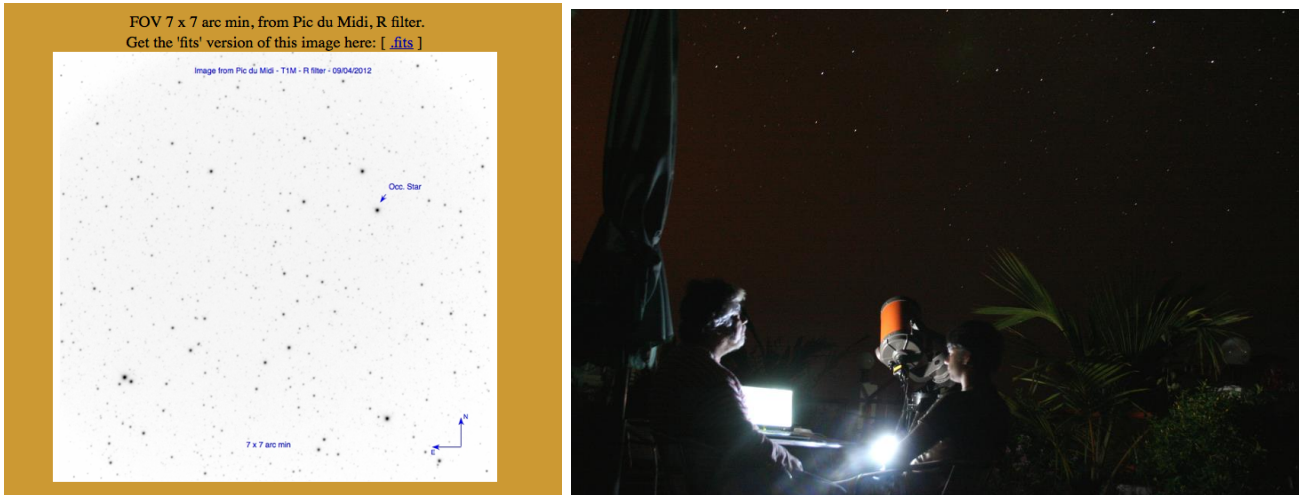 FOV 7 x 7 arc min, from Pic du Midi, R filter.
Get the 'fits' version of this image here: [ .fits ]
Image from Pic du Midi - T1M - R filter - 09/04/2012
Occ. Star
N
7 x 7 arc min
E